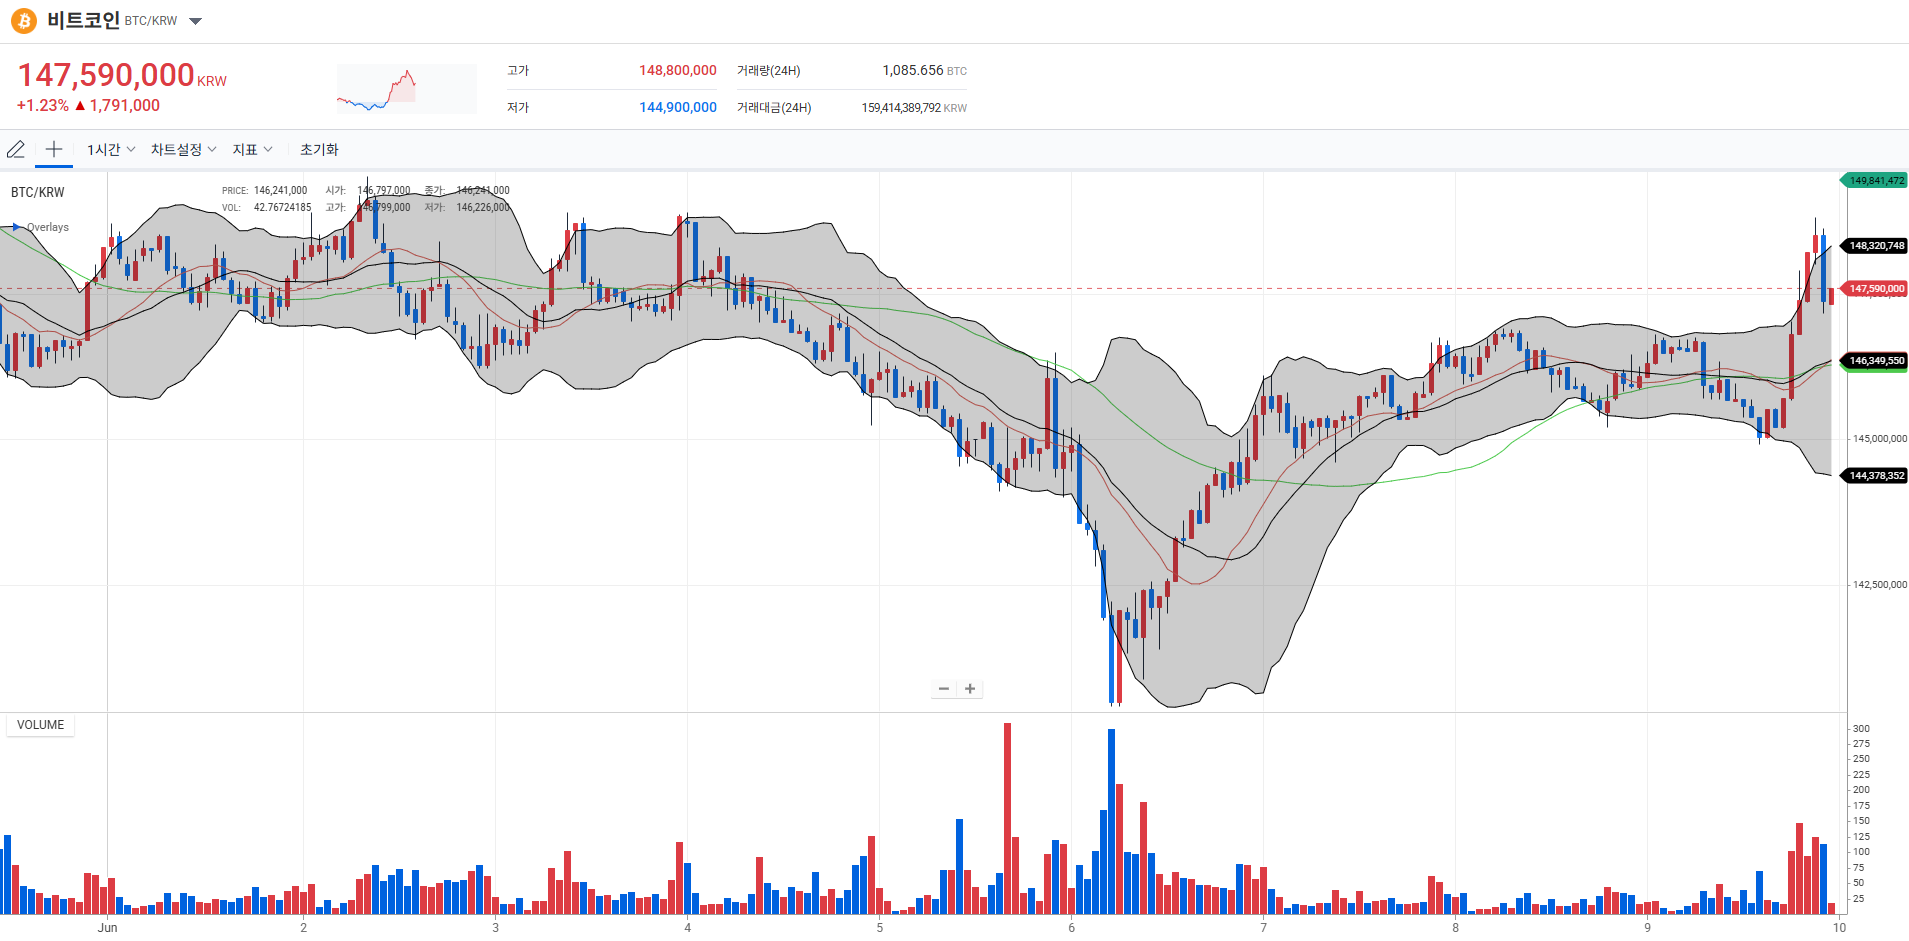 비트코인 BTC/KRW
147,590,000 KRW
+1.23% ▲ 1,791,000
고가 148,800,000 거래량(24H) 1,085.656 BTC
저가 144,900,000 거래대금(24H) 159,414,389,792 KRW
1시간 차트설정 지표 초기화
BTC/KRW
PRICE: 146,241,000 시가: 146,797,000 종가: 146,241,000
VOL: 42.76724185 고가: 146,799,000 저가: 146,226,000
Overlays
149,841,472
148,320,748
147,590,000
146,349,550
145,000,000
144,378,352
142,500,000
VOLUME
300
275
250
225
200
175
150
125
100
75
50
25
Jun 2 3 4 5 6 7 8 9 10